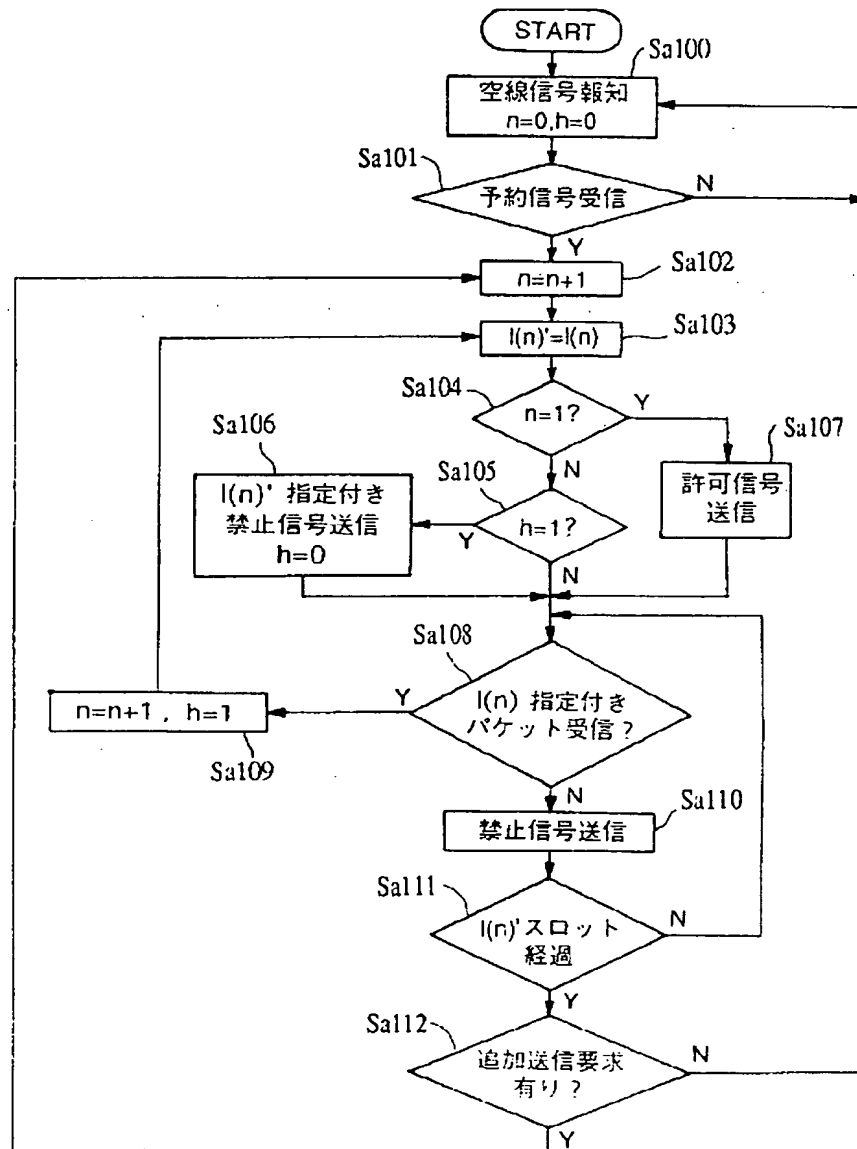 START
Sa100
空線信号報知
n=0,h=0
Sa101
予約信号受信
N
Y
n=n+1
Sa102
l(n)'=l(n)
Sa103
Sa104
n=1?
Y
N
Sa107
許可信号
送信
Sa106
l(n)' 指定付き
禁止信号送信
h=0
Sa105
h=1?
Y
N
Sa108
l(n) 指定付き
パケット受信?
Y
N
n=n+1 , h=1
Sa109
Sa110
禁止信号送信
Sa111
l(n)'スロット
経過
N
Y
Sa112
追加送信要求
有り?
N
Y